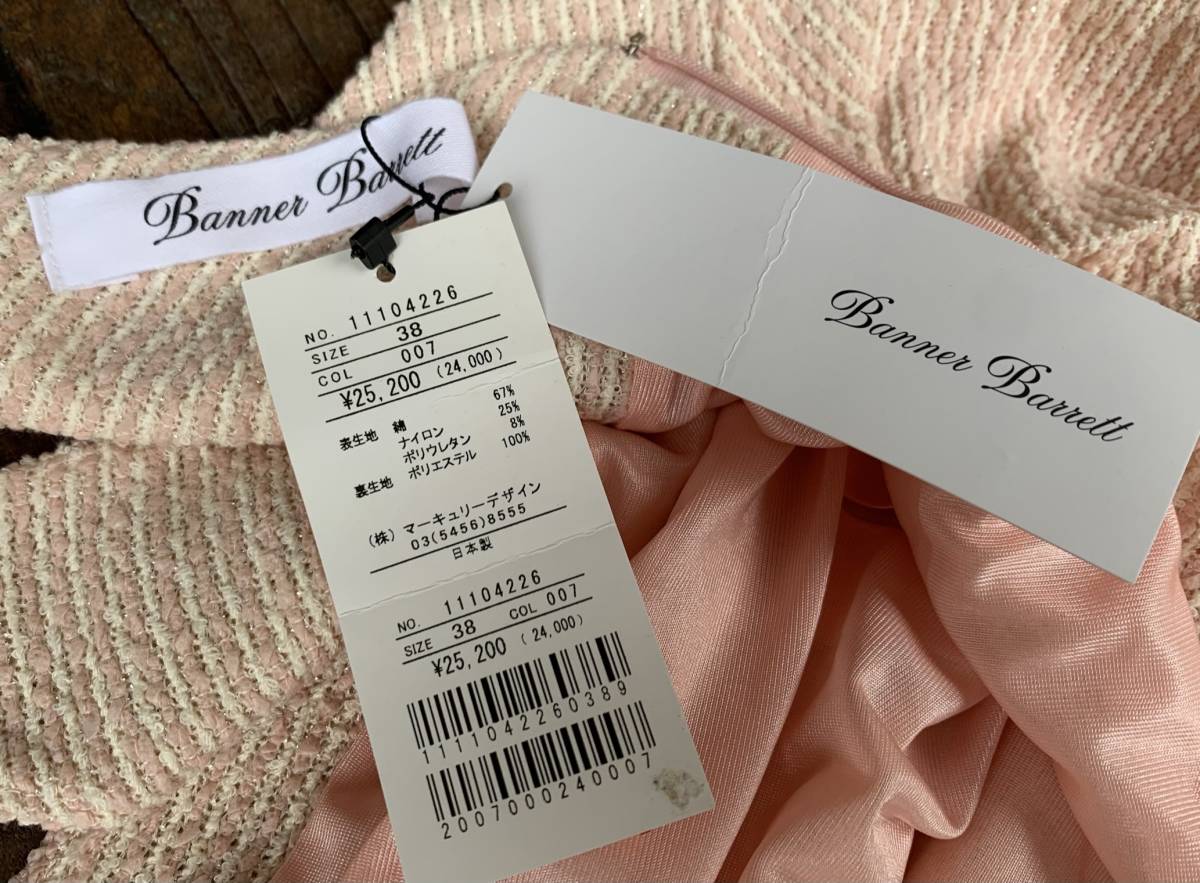 Banner Barrett
Banner Barrett
NO. 11104226
SIZE 38
COL 007
¥25,200 (24,000)
表生地 綿 67%
ナイロン 25%
ポリウレタン 8%
裏生地 ポリエステル 100%
(株) マーキュリーデザイン
03(5456)8555
日本製
NO. 11104226
SIZE 38 COL 007
¥25,200 (24,000)
1111042260389
2007000240007